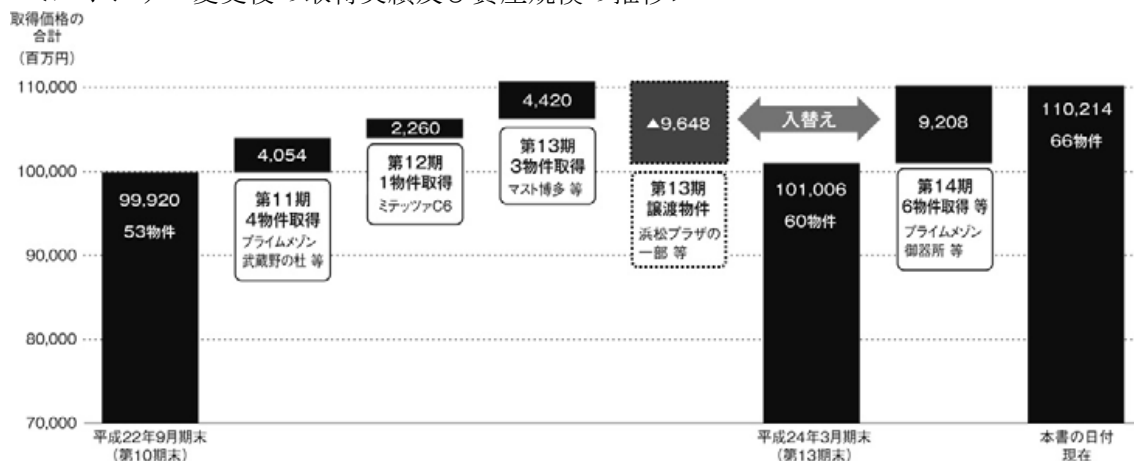 取得価格の
合計
(百万円)
110,000
100,000
90,000
80,000
70,000
99,920
53物件
平成22年9月期末
(第10期末)
4,054
第11期
4物件取得
プライムメゾン
武蔵野の杜 等
2,260
第12期
1物件取得
ミテッツァC6
4,420
第13期
3物件取得
マスト博多 等
▲9,648
第13期
譲渡物件
浜松プラザの
一部 等
入替え
101,006
60物件
平成24年3月期末
(第13期末)
9,208
第14期
6物件取得 等
プライムメゾン
御器所 等
110,214
66物件
本書の日付
現在